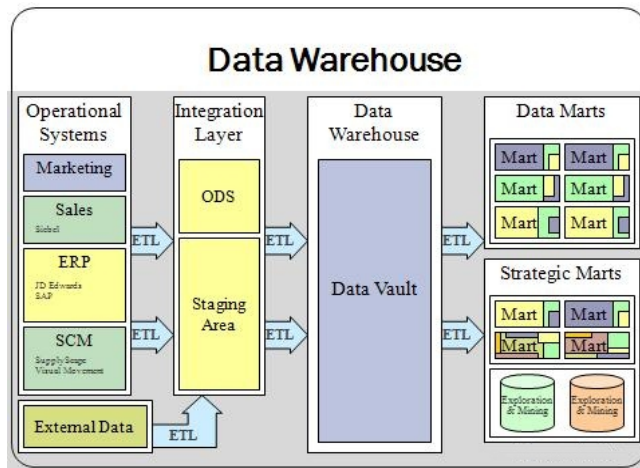 Data Warehouse
Operational
Systems
Marketing
Sales
Siebel
ERP
JD Edwards
SAP
SCM
SupplyScape
Visual Movement
External Data
ETL
ETL
ETL
Integration
Layer
ODS
Staging
Area
ETL
ETL
Data
Warehouse
Data Vault
ETL
ETL
Data Marts
Mart Mart
Mart Mart
Mart Mart
Strategic Marts
Mart Mart
Mart Mart
Exploration
& Mining
Exploration
& Mining